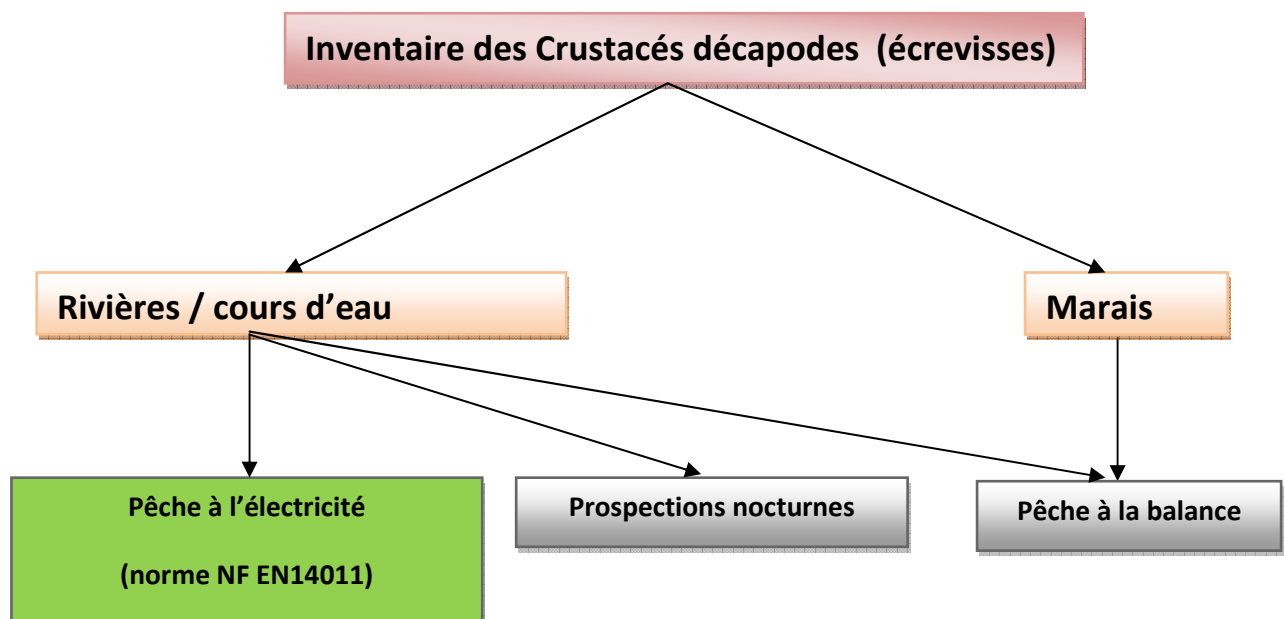 Inventaire des Crustacés décapodes  (écrevisses)
Rivières / cours d’eau
Marais
Pêche à l’électricité
(norme NF EN14011)
Prospections nocturnes
Pêche à la balance